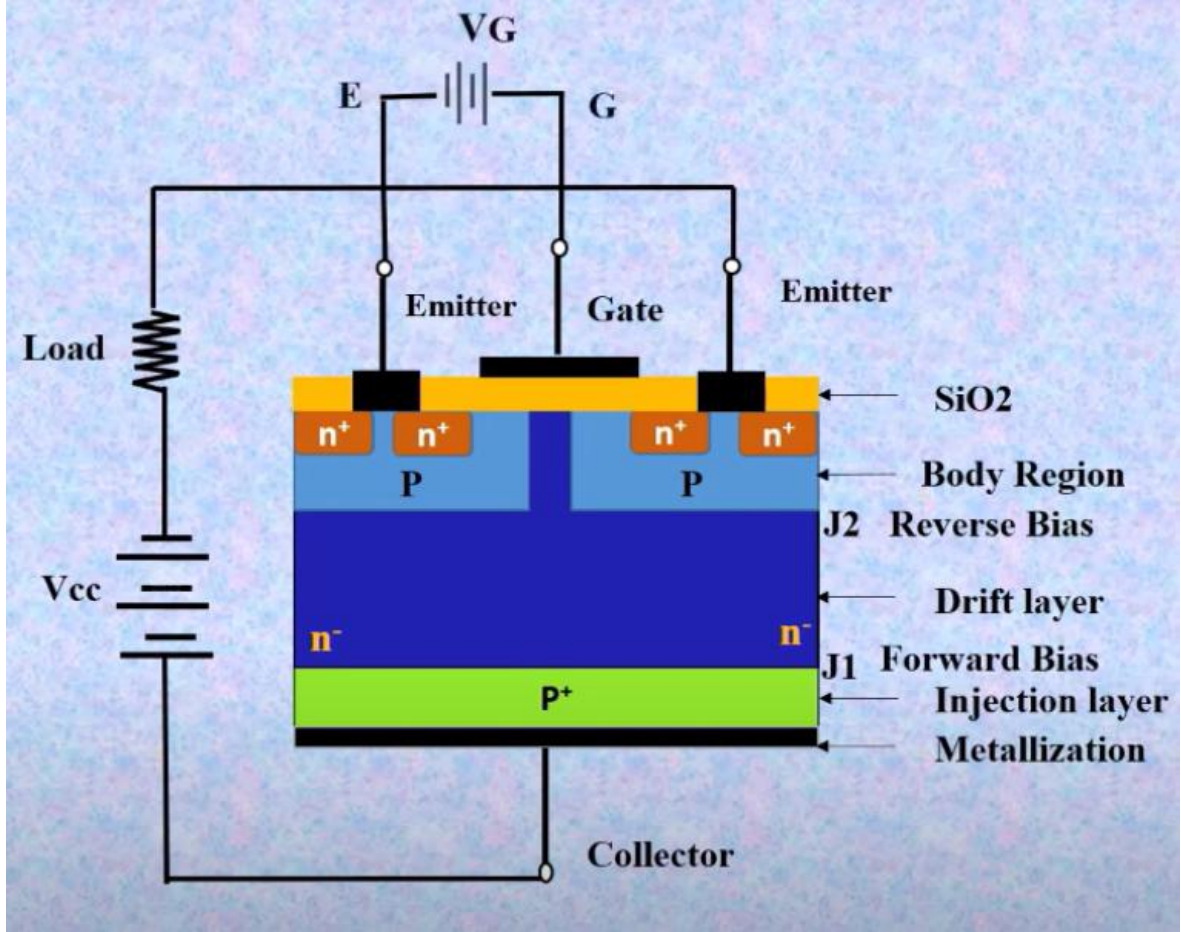 VG
E
G
Emitter
Gate
Emitter
Load
SiO2
n⁺
n⁺
n⁺
n⁺
P
P
Body Region
J2 Reverse Bias
Vcc
Drift layer
n⁻
n⁻
J1 Forward Bias
P⁺
Injection layer
Metallization
Collector